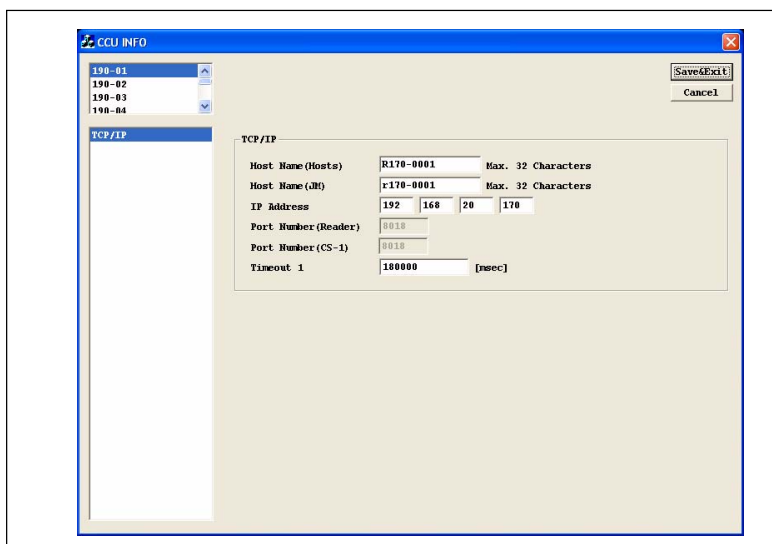 CCU INFO
190-01
190-02
190-03
190-04
Save&Exit
Cancel
TCP/IP
TCP/IP
Host Name(Hosts) R170-0001 Max. 32 Characters
Host Name(JM) r170-0001 Max. 32 Characters
IP Address 192 168 20 170
Port Number(Reader) 8018
Port Number(CS-1) 8018
Timeout 1 180000 [msec]